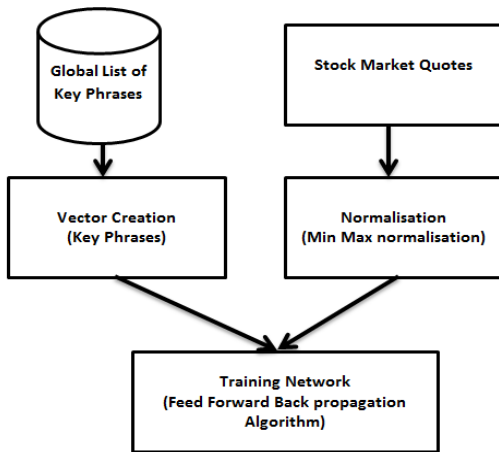 Global List of
Key Phrases
Stock Market Quotes
Vector Creation
(Key Phrases)
Normalisation
(Min Max normalisation)
Training Network
(Feed Forward Back propagation
Algorithm)